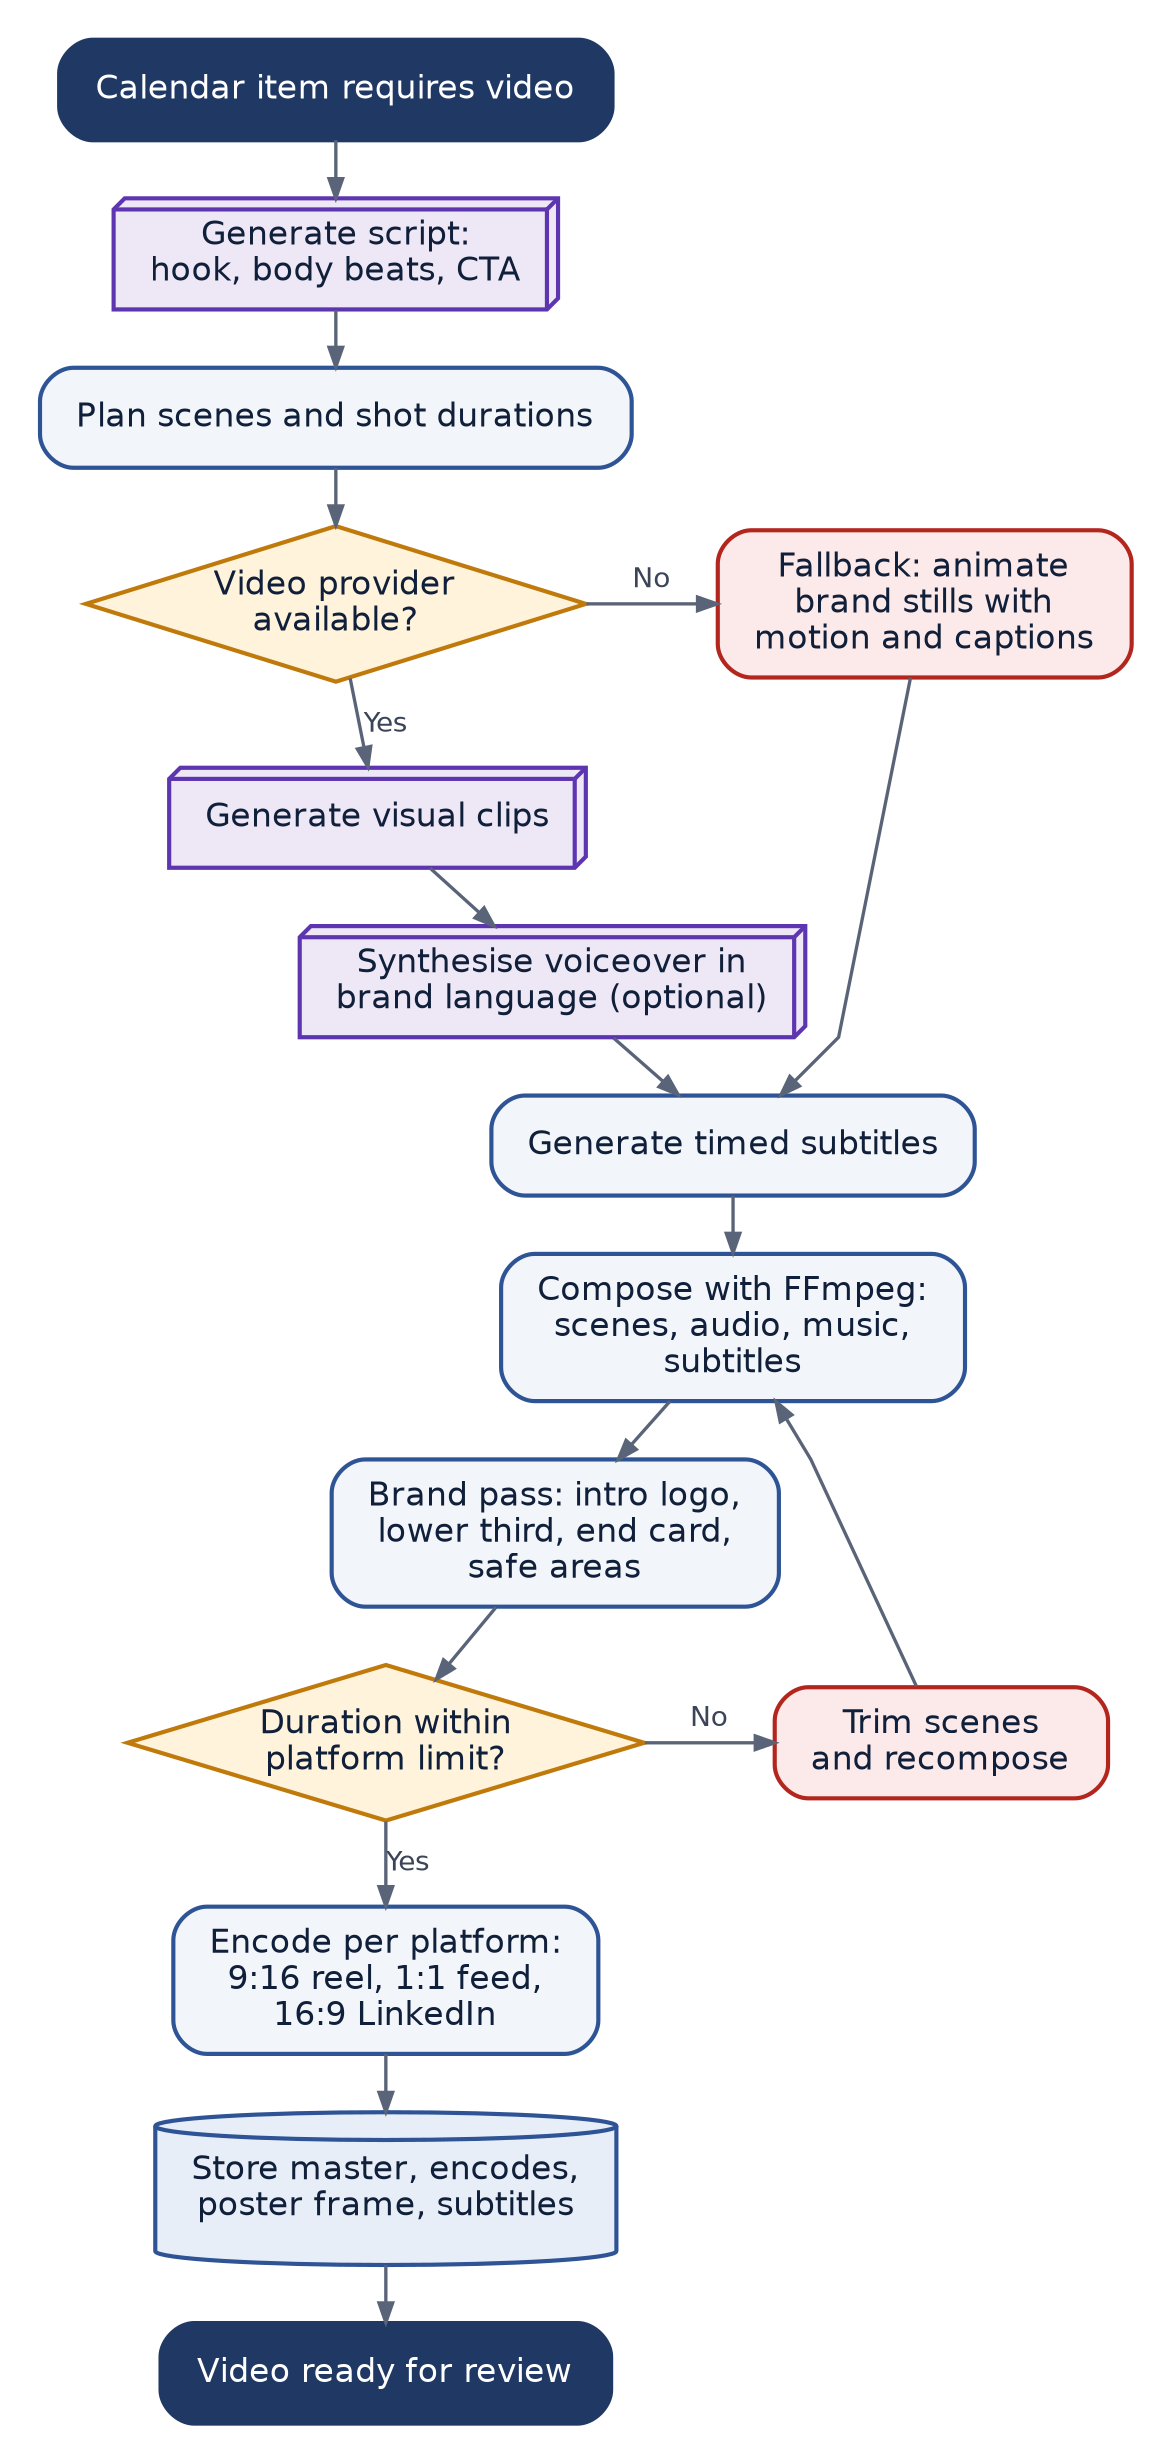 Calendar item requires video
Generate script:
hook, body beats, CTA
Plan scenes and shot durations
Video provider
available?
No
Fallback: animate
brand stills with
motion and captions
Yes
Generate visual clips
Synthesise voiceover in
brand language (optional)
Generate timed subtitles
Compose with FFmpeg:
scenes, audio, music,
subtitles
Brand pass: intro logo,
lower third, end card,
safe areas
Duration within
platform limit?
No
Trim scenes
and recompose
Yes
Encode per platform:
9:16 reel, 1:1 feed,
16:9 LinkedIn
Store master, encodes,
poster frame, subtitles
Video ready for review